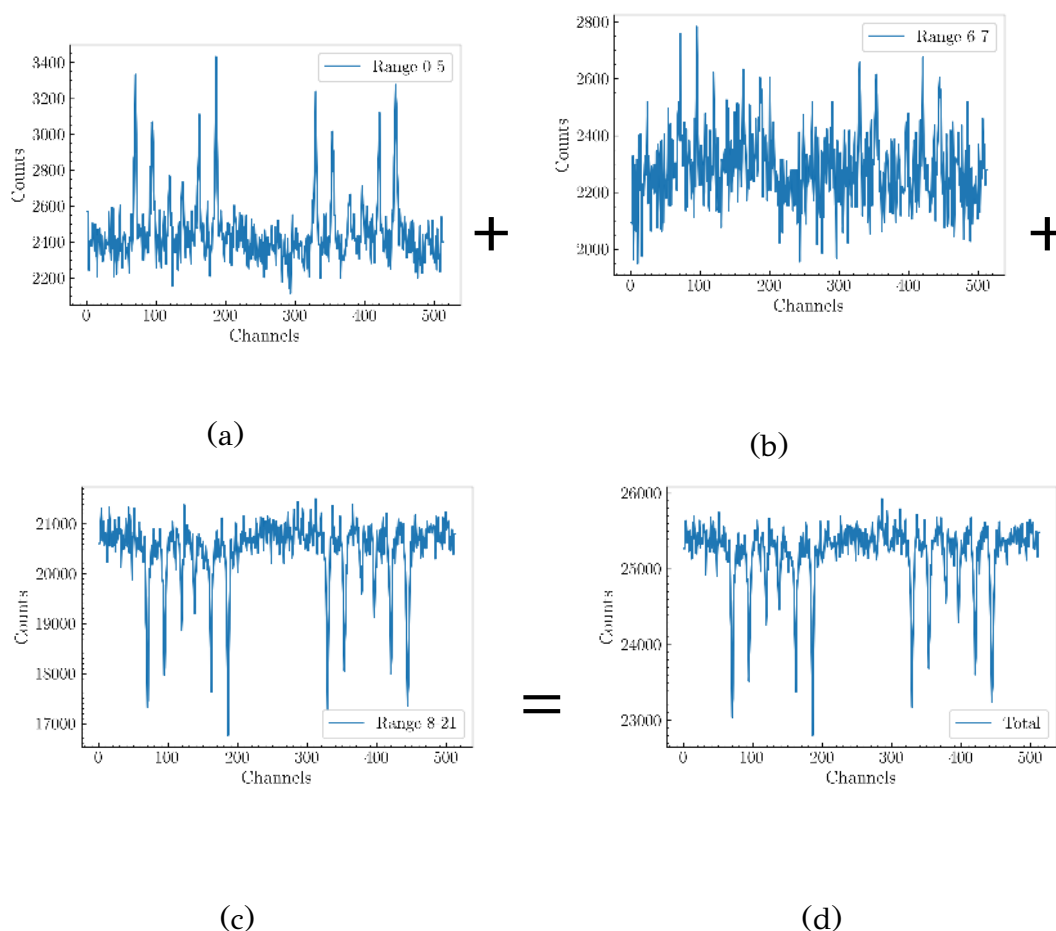 3400
3200
3000
2800
2600
2400
2200
Counts
Range 0-5
0 100 200 300 400 500
Channels
+
2800
2600
2400
2200
2000
Counts
Range 6-7
0 100 200 300 400 500
Channels
+
(a)
(b)
21000
20000
19000
18000
17000
Counts
Range 8-21
0 100 200 300 400 500
Channels
=
26000
25000
24000
23000
Counts
Total
0 100 200 300 400 500
Channels
(c)
(d)